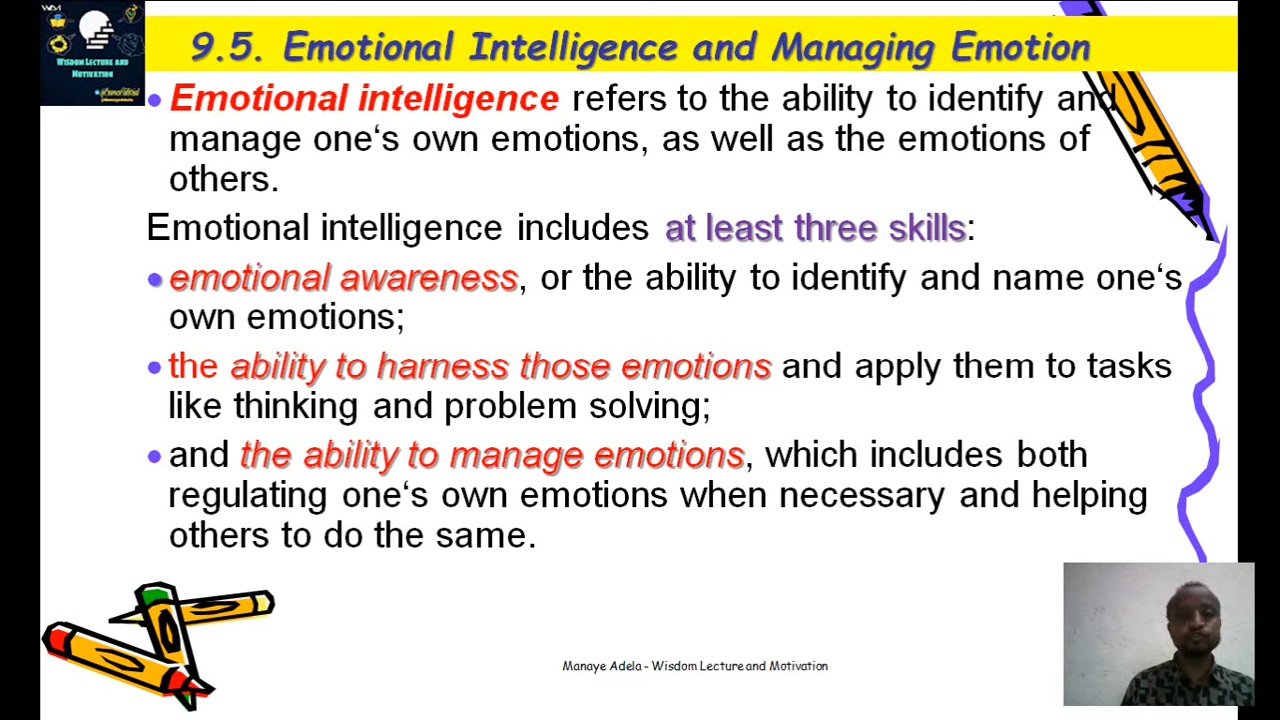 WLM
WISDOM LECTURE AND
MOTIVATION
9.5. Emotional Intelligence and Managing Emotion
• Emotional intelligence refers to the ability to identify and
manage one‘s own emotions, as well as the emotions of
others.
Emotional intelligence includes at least three skills:
• emotional awareness, or the ability to identify and name one‘s
own emotions;
• the ability to harness those emotions and apply them to tasks
like thinking and problem solving;
• and the ability to manage emotions, which includes both
regulating one‘s own emotions when necessary and helping
others to do the same.
Manaye Adela - Wisdom Lecture and Motivation